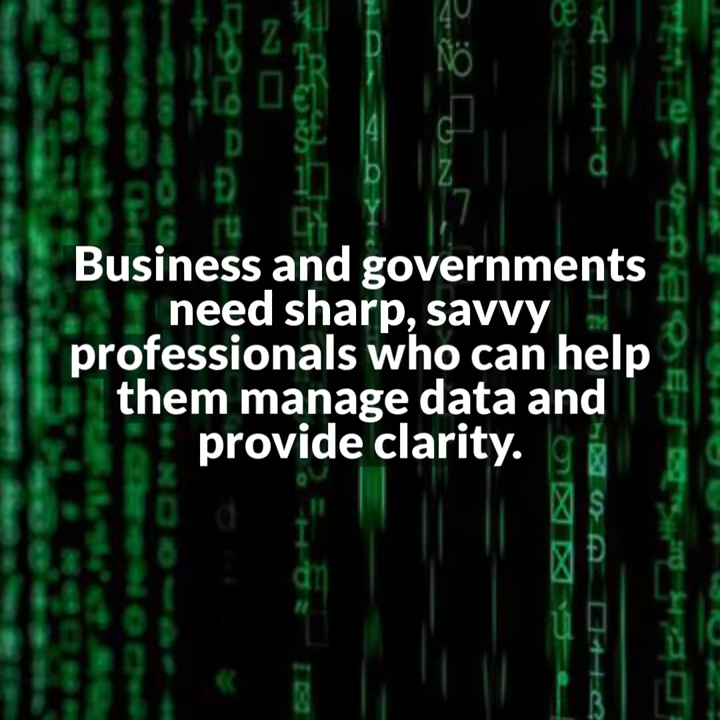 Business and governments
need sharp, savvy
professionals who can help
them manage data and
provide clarity.